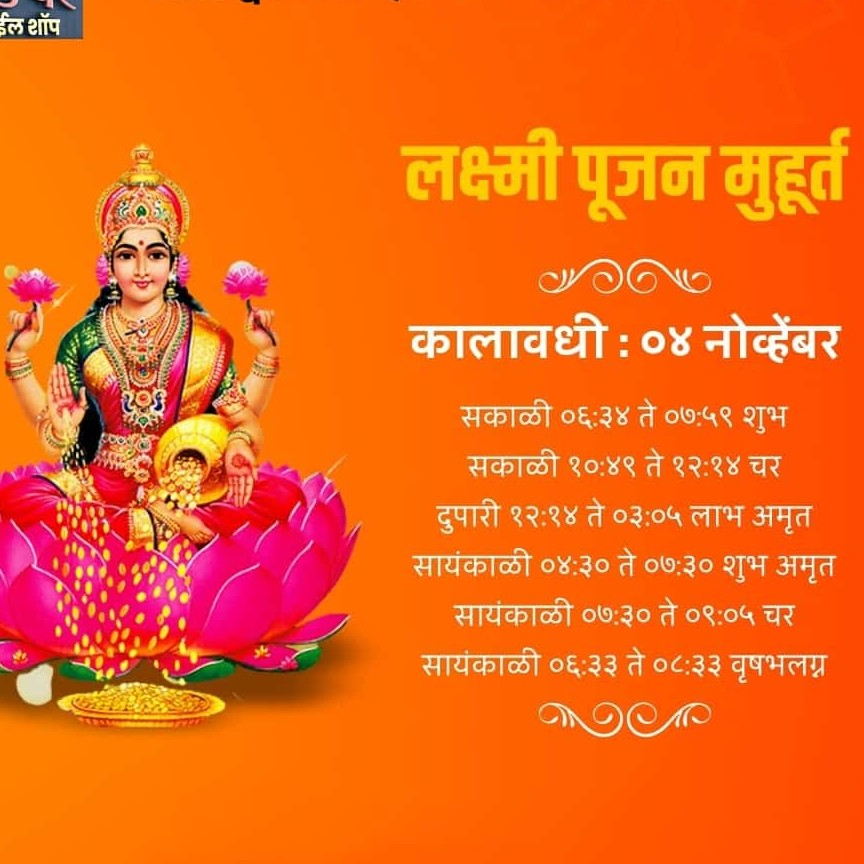 ईल शॉप
लक्ष्मी पूजन मुहूर्त
कालावधी : ०४ नोव्हेंबर
सकाळी ०६:३४ ते ०७:५९ शुभ
सकाळी १०:४९ ते १२:१४ चर
दुपारी १२:१४ ते ०३:०५ लाभ अमृत
सायंकाळी ०४:३० ते ०७:३० शुभ अमृत
सायंकाळी ०७:३० ते ०९:०५ चर
सायंकाळी ०६:३३ ते ०८:३३ वृषभलग्न